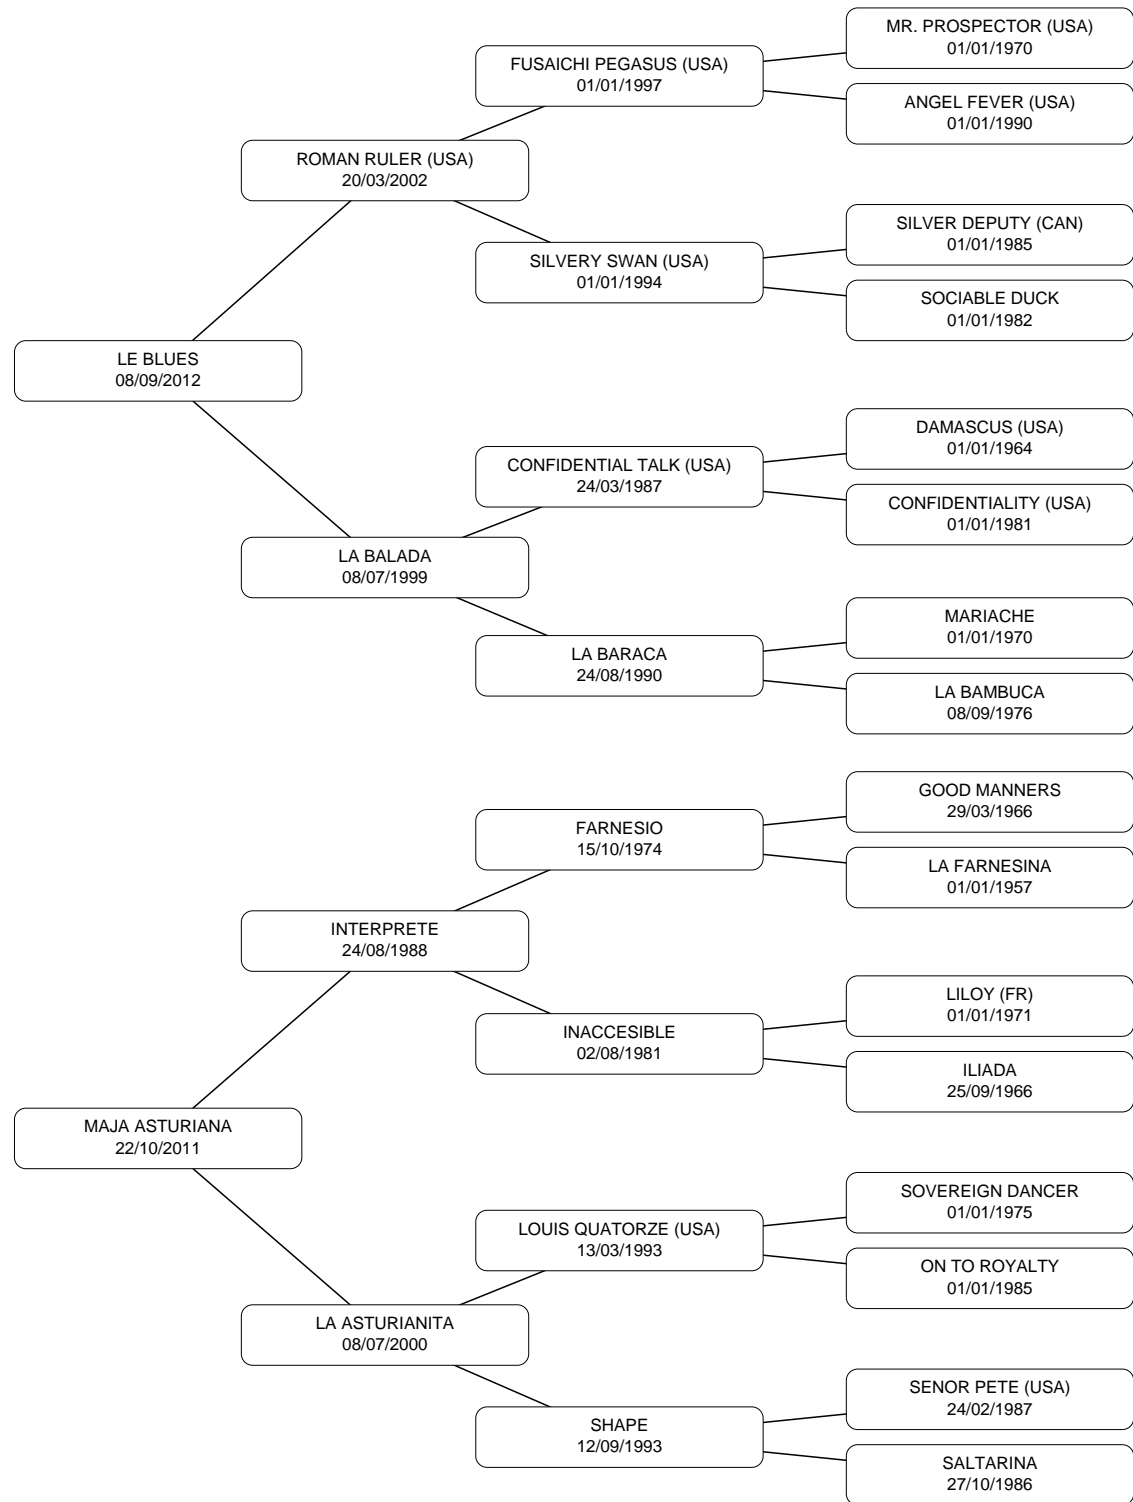 MR. PROSPECTOR (USA)
01/01/1970
FUSAICHI PEGASUS (USA)
01/01/1997
ANGEL FEVER (USA)
01/01/1990
ROMAN RULER (USA)
20/03/2002
SILVER DEPUTY (CAN)
01/01/1985
SILVERY SWAN (USA)
01/01/1994
SOCIABLE DUCK
01/01/1982
LE BLUES
08/09/2012
DAMASCUS (USA)
01/01/1964
CONFIDENTIAL TALK (USA)
24/03/1987
CONFIDENTIALITY (USA)
01/01/1981
LA BALADA
08/07/1999
MARIACHE
01/01/1970
LA BARACA
24/08/1990
LA BAMBUCA
08/09/1976
GOOD MANNERS
29/03/1966
FARNESIO
15/10/1974
LA FARNESINA
01/01/1957
INTERPRETE
24/08/1988
LILOY (FR)
01/01/1971
INACCESIBLE
02/08/1981
ILIADA
25/09/1966
MAJA ASTURIANA
22/10/2011
SOVEREIGN DANCER
01/01/1975
LOUIS QUATORZE (USA)
13/03/1993
ON TO ROYALTY
01/01/1985
LA ASTURIANITA
08/07/2000
SENOR PETE (USA)
24/02/1987
SHAPE
12/09/1993
SALTARINA
27/10/1986